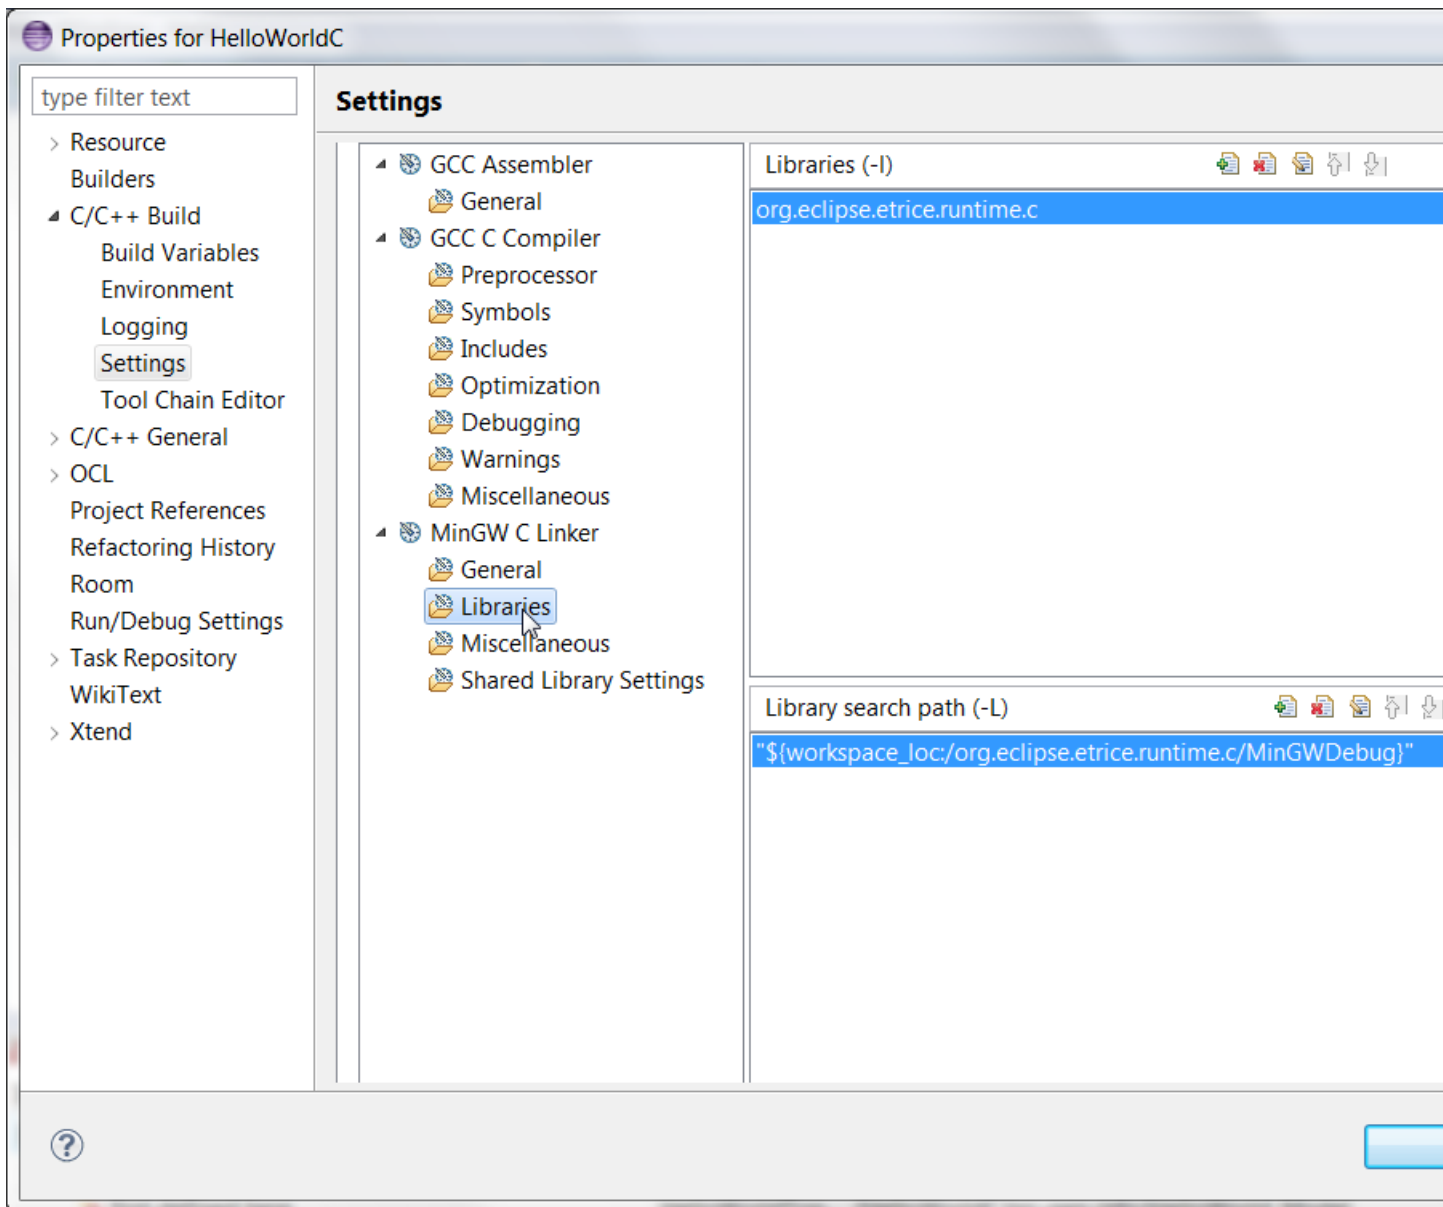 Properties for HelloWorldC
type filter text
Resource
Builders
C/C++ Build
Build Variables
Environment
Logging
Settings
Tool Chain Editor
C/C++ General
OCL
Project References
Refactoring History
Room
Run/Debug Settings
Task Repository
WikiText
Xtend
Settings
GCC Assembler
General
GCC C Compiler
Preprocessor
Symbols
Includes
Optimization
Debugging
Warnings
Miscellaneous
MinGW C Linker
General
Libraries
Miscellaneous
Shared Library Settings
Libraries (-l)
org.eclipse.etrice.runtime.c
Library search path (-L)
"${workspace_loc:/org.eclipse.etrice.runtime.c/MinGWDebug}"
?